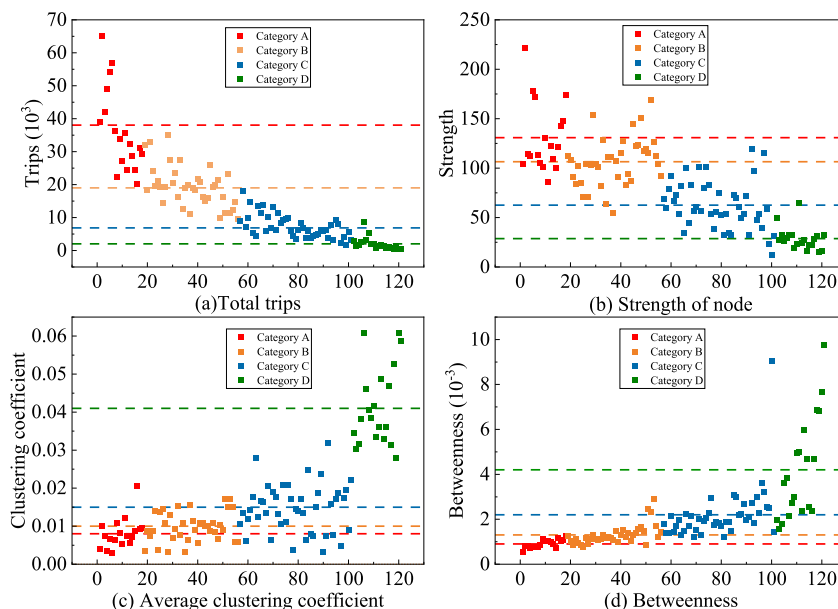 70
60
50
40
30
20
10
0
Trips (10³)
Category A
Category B
Category C
Category D
0 20 40 60 80 100 120
(a)Total trips
250
200
150
100
50
0
Strength
Category A
Category B
Category C
Category D
0 20 40 60 80 100 120
(b) Strength of node
0.06
0.05
0.04
0.03
0.02
0.01
0.00
Clustering coefficient
Category A
Category B
Category C
Category D
0 20 40 60 80 100 120
(c) Average clustering coefficient
10
8
6
4
2
0
Betweenness (10⁻³)
Category A
Category B
Category C
Category D
0 20 40 60 80 100 120
(d) Betweenness